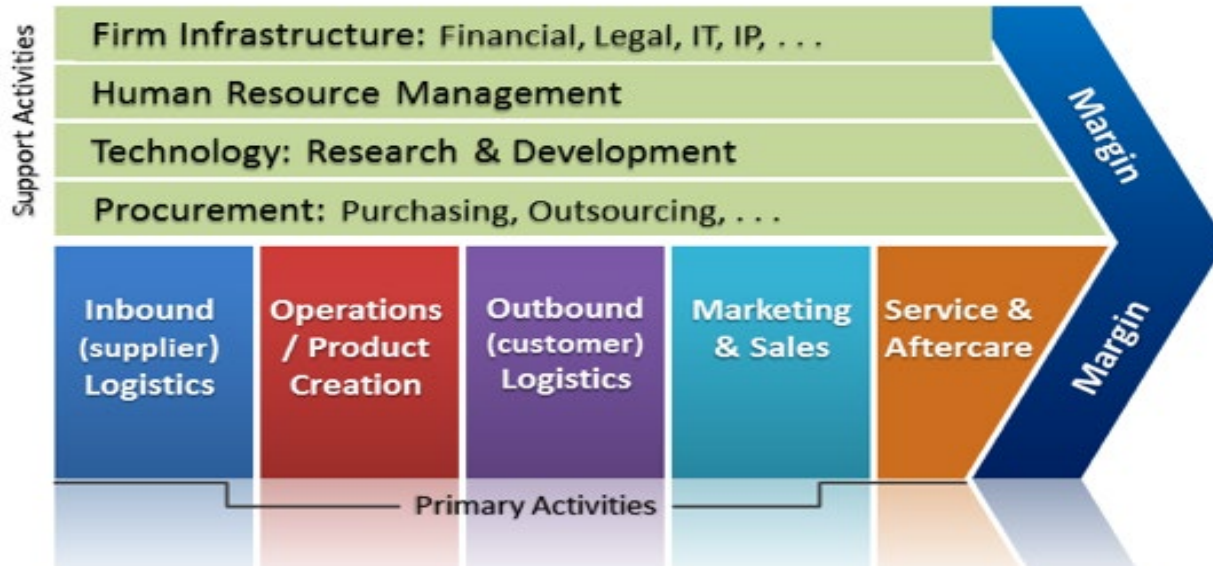 Support Activities
Firm Infrastructure: Financial, Legal, IT, IP, . . .
Human Resource Management
Technology: Research & Development
Procurement: Purchasing, Outsourcing, . . .
Margin
Margin
Inbound
(supplier)
Logistics
Operations
/ Product
Creation
Outbound
(customer)
Logistics
Marketing
& Sales
Service &
Aftercare
Primary Activities